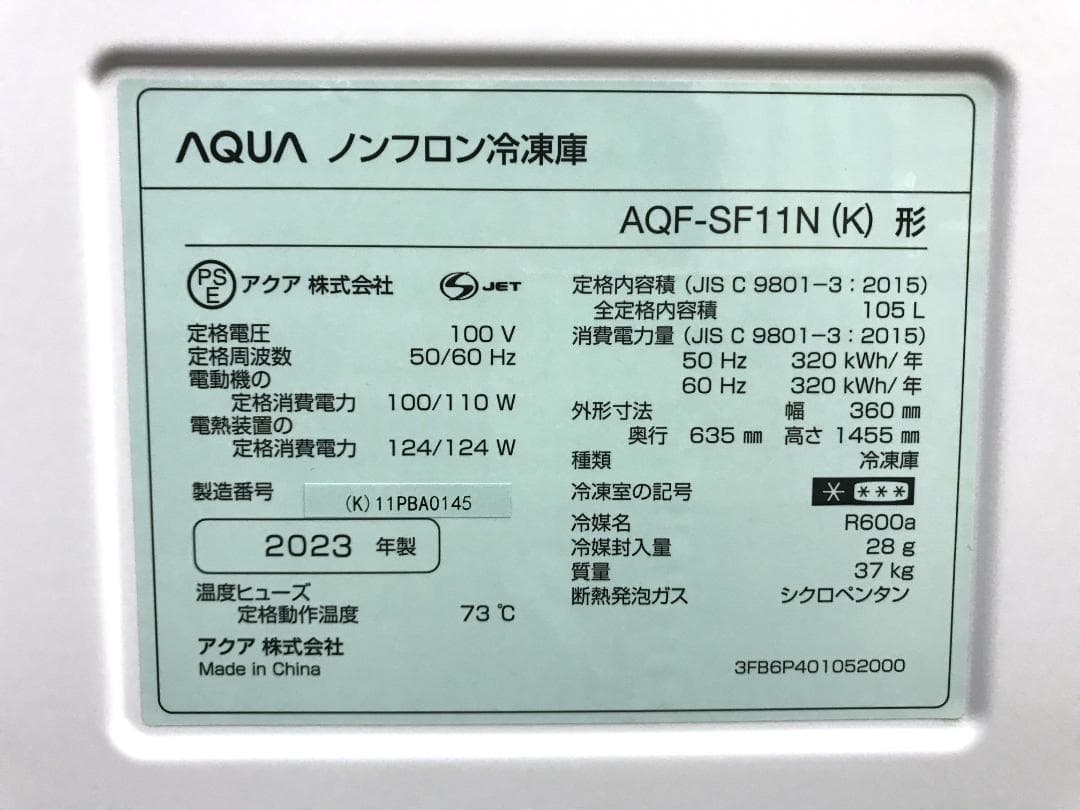 AQUA ノンフロン冷凍庫
AQF-SF11N (K) 形
PS E アクア 株式会社 S JET
定格電圧 100 V
定格周波数 50/60 Hz
電動機の
定格消費電力 100/110 W
電熱装置の
定格消費電力 124/124 W
製造番号 (K)11PBA0145
2023 年製
温度ヒューズ
定格動作温度 73 ℃
アクア 株式会社
Made in China
定格内容積 (JIS C 9801-3:2015)
全定格内容積 105 L
消費電力量 (JIS C 9801-3:2015)
50 Hz 320 kWh/年
60 Hz 320 kWh/年
外形寸法 幅 360 ㎜
奥行 635 ㎜ 高さ 1455 ㎜
種類 冷凍庫
冷凍室の記号 * ***
冷媒名 R600a
冷媒封入量 28 g
質量 37 kg
断熱発泡ガス シクロペンタン
3FB6P401052000